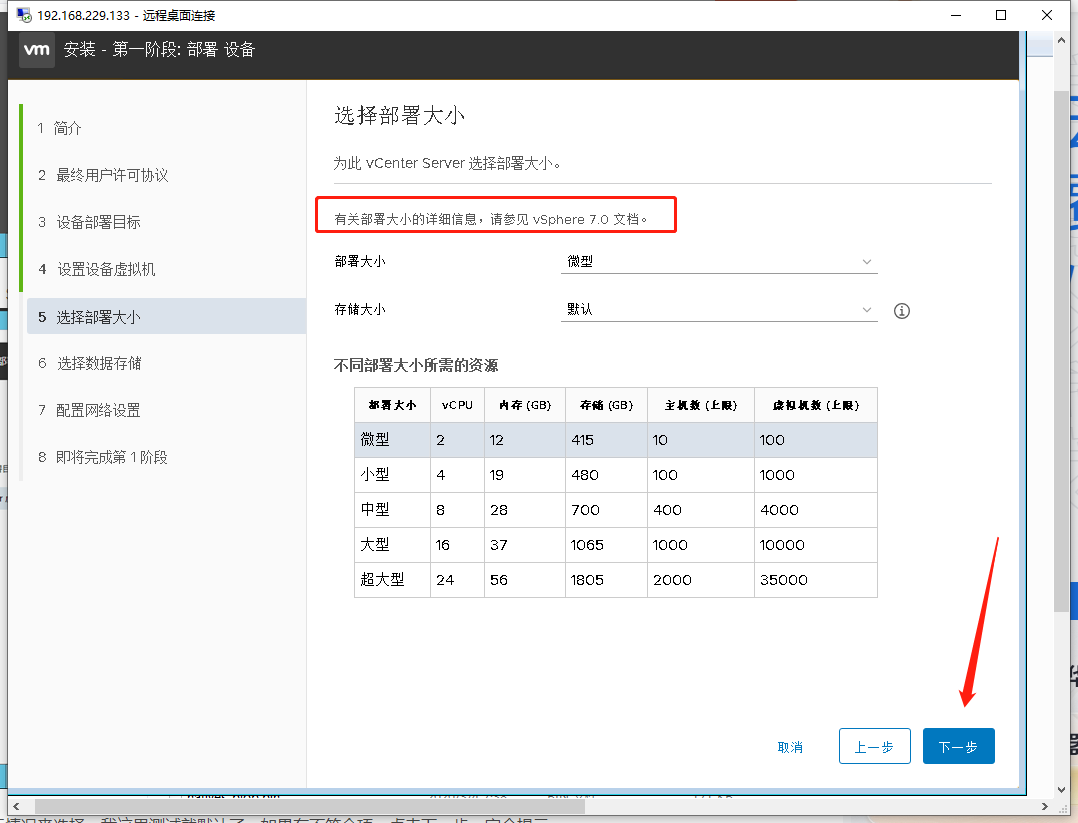 192.168.229.133 - 远程桌面连接
vm 安装 - 第一阶段: 部署 设备
1 简介
2 最终用户许可协议
3 设备部署目标
4 设置设备虚拟机
5 选择部署大小
6 选择数据存储
7 配置网络设置
8 即将完成第 1 阶段
选择部署大小
为此 vCenter Server 选择部署大小。
有关部署大小的详细信息，请参见 vSphere 7.0 文档。
部署大小 微型
存储大小 默认
不同部署大小所需的资源
部署大小 vCPU 内存 (GB) 存储 (GB) 主机数 (上限) 虚拟机数 (上限)
微型 2 12 415 10 100
小型 4 19 480 100 1000
中型 8 28 700 400 4000
大型 16 37 1065 1000 10000
超大型 24 56 1805 2000 35000
取消 上一步 下一步